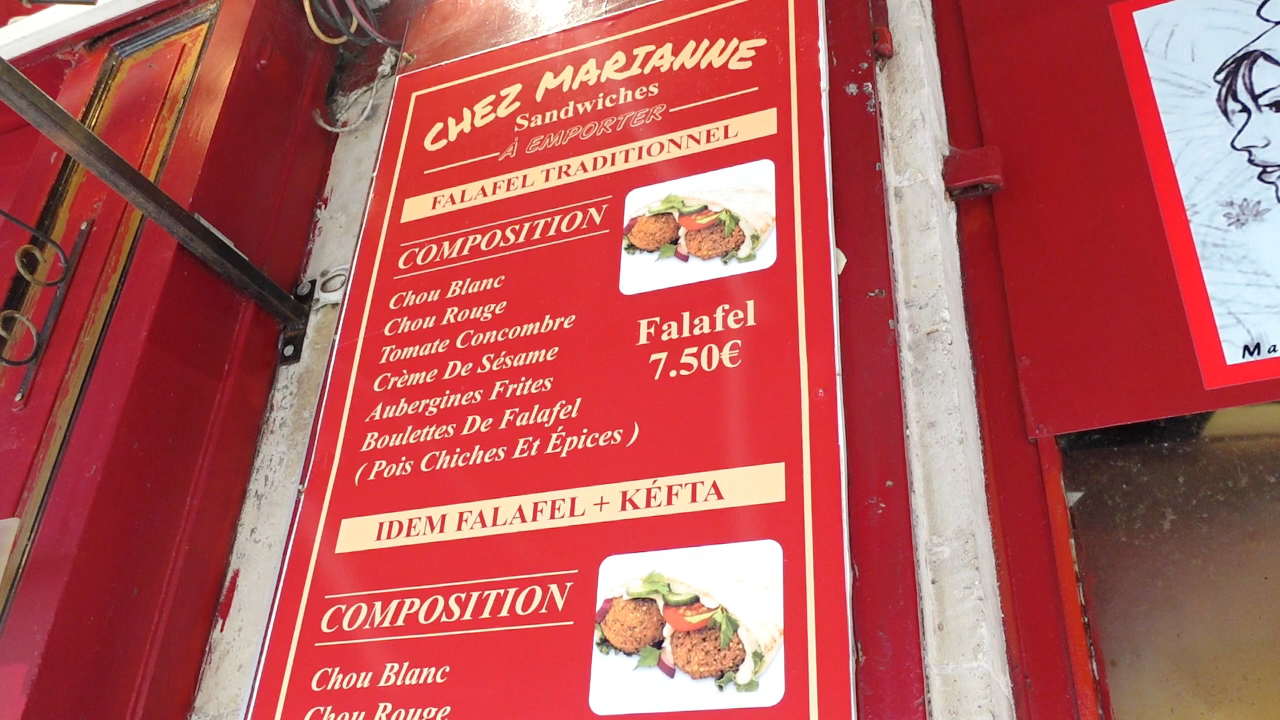 CHEZ MARIANNE
Sandwiches
À EMPORTER
FALAFEL TRADITIONNEL
COMPOSITION
Chou Blanc
Chou Rouge
Tomate Concombre
Crème De Sésame
Aubergines Frites
Boulettes De Falafel
( Pois Chiches Et Épices )
Falafel
7.50€
IDEM FALAFEL + KÉFTA
COMPOSITION
Chou Blanc
Chou Rouge
Ma